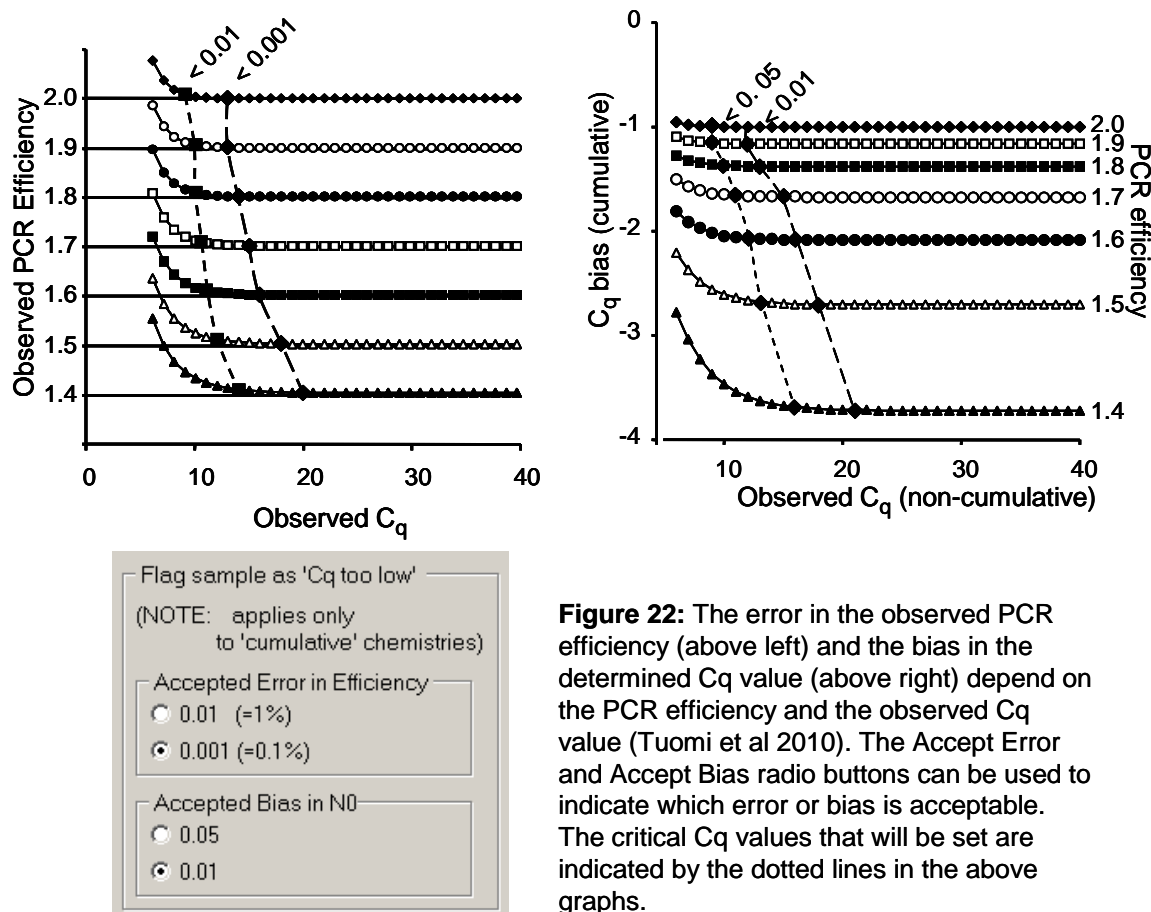 < 0.01
< 0.001
Observed PCR Efficiency
2.0
1.9
1.8
1.7
1.6
1.5
1.4
0
10
20
30
40
Observed Cq
< 0. 05
< 0.01
Cq bias (cumulative)
0
-1
-2
-3
-4
2.0
1.9
1.8
1.7
1.6
1.5
1.4
PCR efficiency
10
20
30
40
Observed Cq (non-cumulative)
Flag sample as 'Cq too low'
(NOTE: applies only
to 'cumulative' chemistries)
Accepted Error in Efficiency
0.01 (=1%)
0.001 (=0.1%)
Accepted Bias in N0
0.05
0.01
Figure 22: The error in the observed PCR
efficiency (above left) and the bias in the
determined Cq value (above right) depend on
the PCR efficiency and the observed Cq
value (Tuomi et al 2010). The Accept Error
and Accept Bias radio buttons can be used to
indicate which error or bias is acceptable.
The critical Cq values that will be set are
indicated by the dotted lines in the above
graphs.